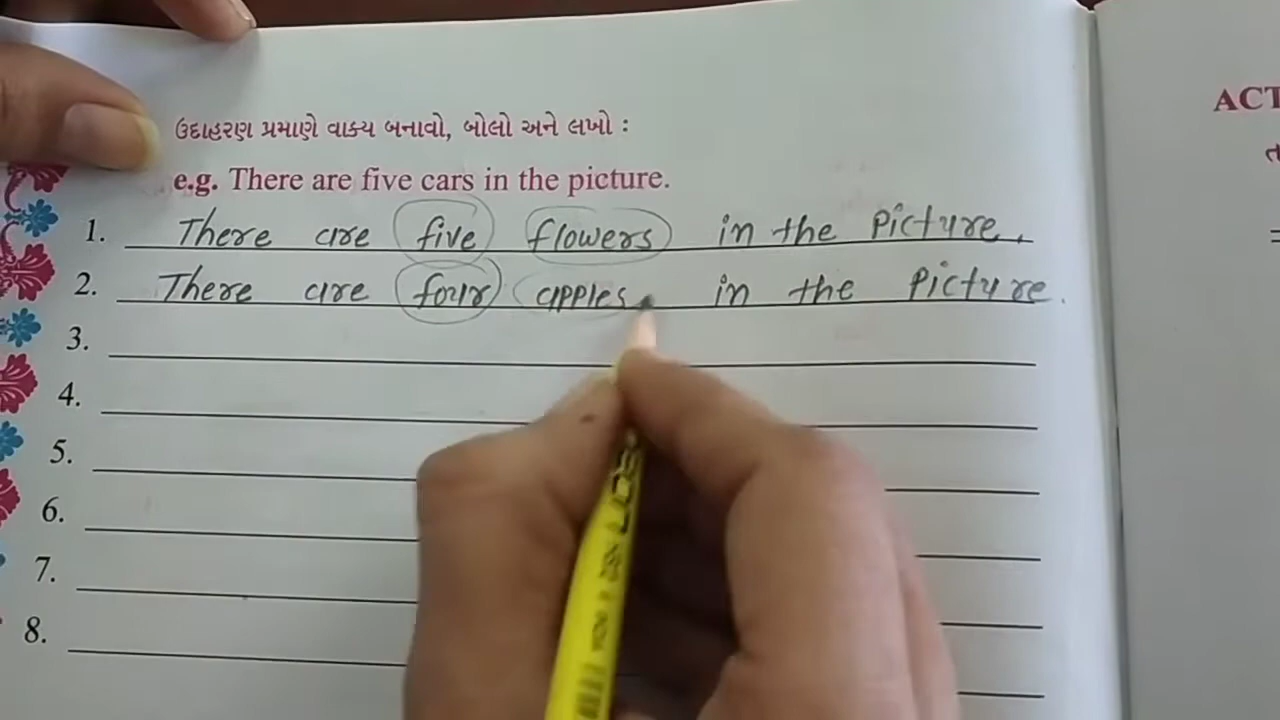 ઉદાહરણ પ્રમાણે વાક્ય બનાવો, બોલો અને લખો :
e.g. There are five cars in the picture.
1. There are five flowers in the picture.
2. There are four apples in the picture.
3.
4.
5.
6.
7.
8.
ACT